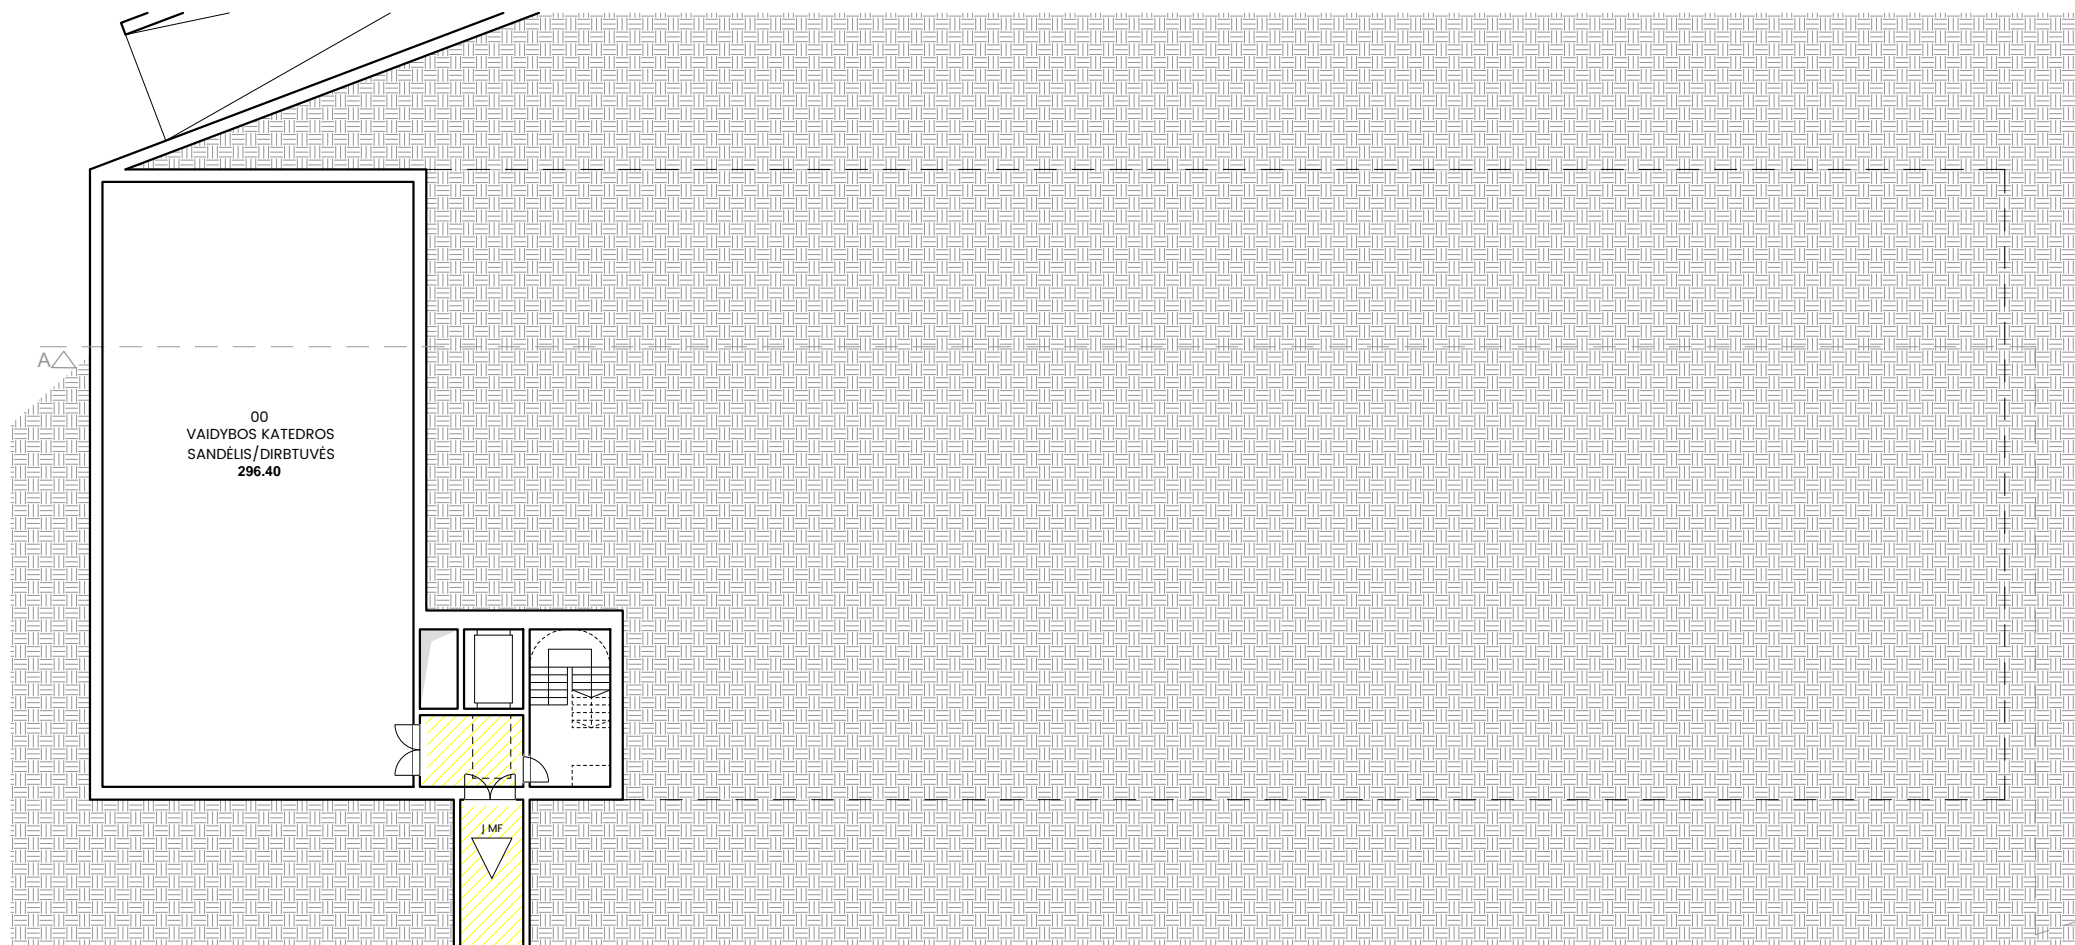 A
00
VAIDYBOS KATEDROS
SANDĖLIS/DIRBTUVĖS
296.40
Į MF